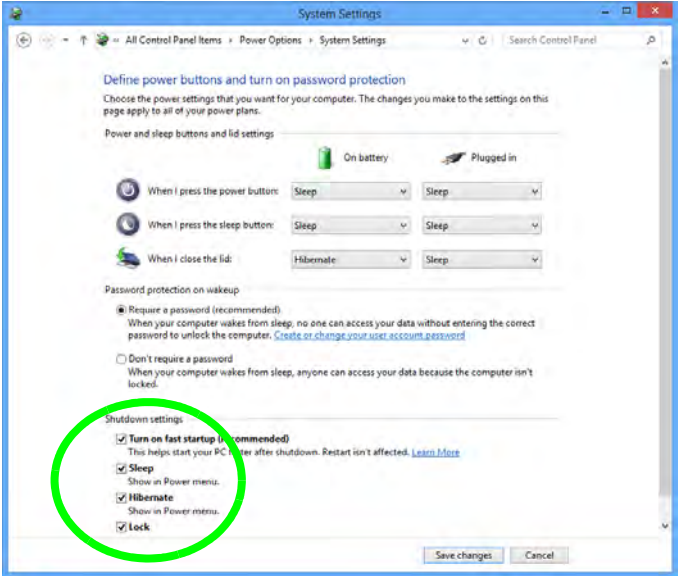 System Settings
« All Control Panel Items › Power Options › System Settings
Search Control Panel
Define power buttons and turn on password protection
Choose the power settings that you want for your computer. The changes you make to the settings on this
page apply to all of your power plans.
Power and sleep buttons and lid settings
On battery Plugged in
When I press the power button: Sleep Sleep
When I press the sleep button: Sleep Sleep
When I close the lid: Hibernate Sleep
Password protection on wakeup
Require a password (recommended)
When your computer wakes from sleep, no one can access your data without entering the correct
password to unlock the computer. Create or change your user account password
Don't require a password
When your computer wakes from sleep, anyone can access your data because the computer isn't
locked.
Shutdown settings
Turn on fast startup (recommended)
This helps start your PC faster after shutdown. Restart isn't affected. Learn More
Sleep
Show in Power menu.
Hibernate
Show in Power menu.
Lock
Save changes Cancel